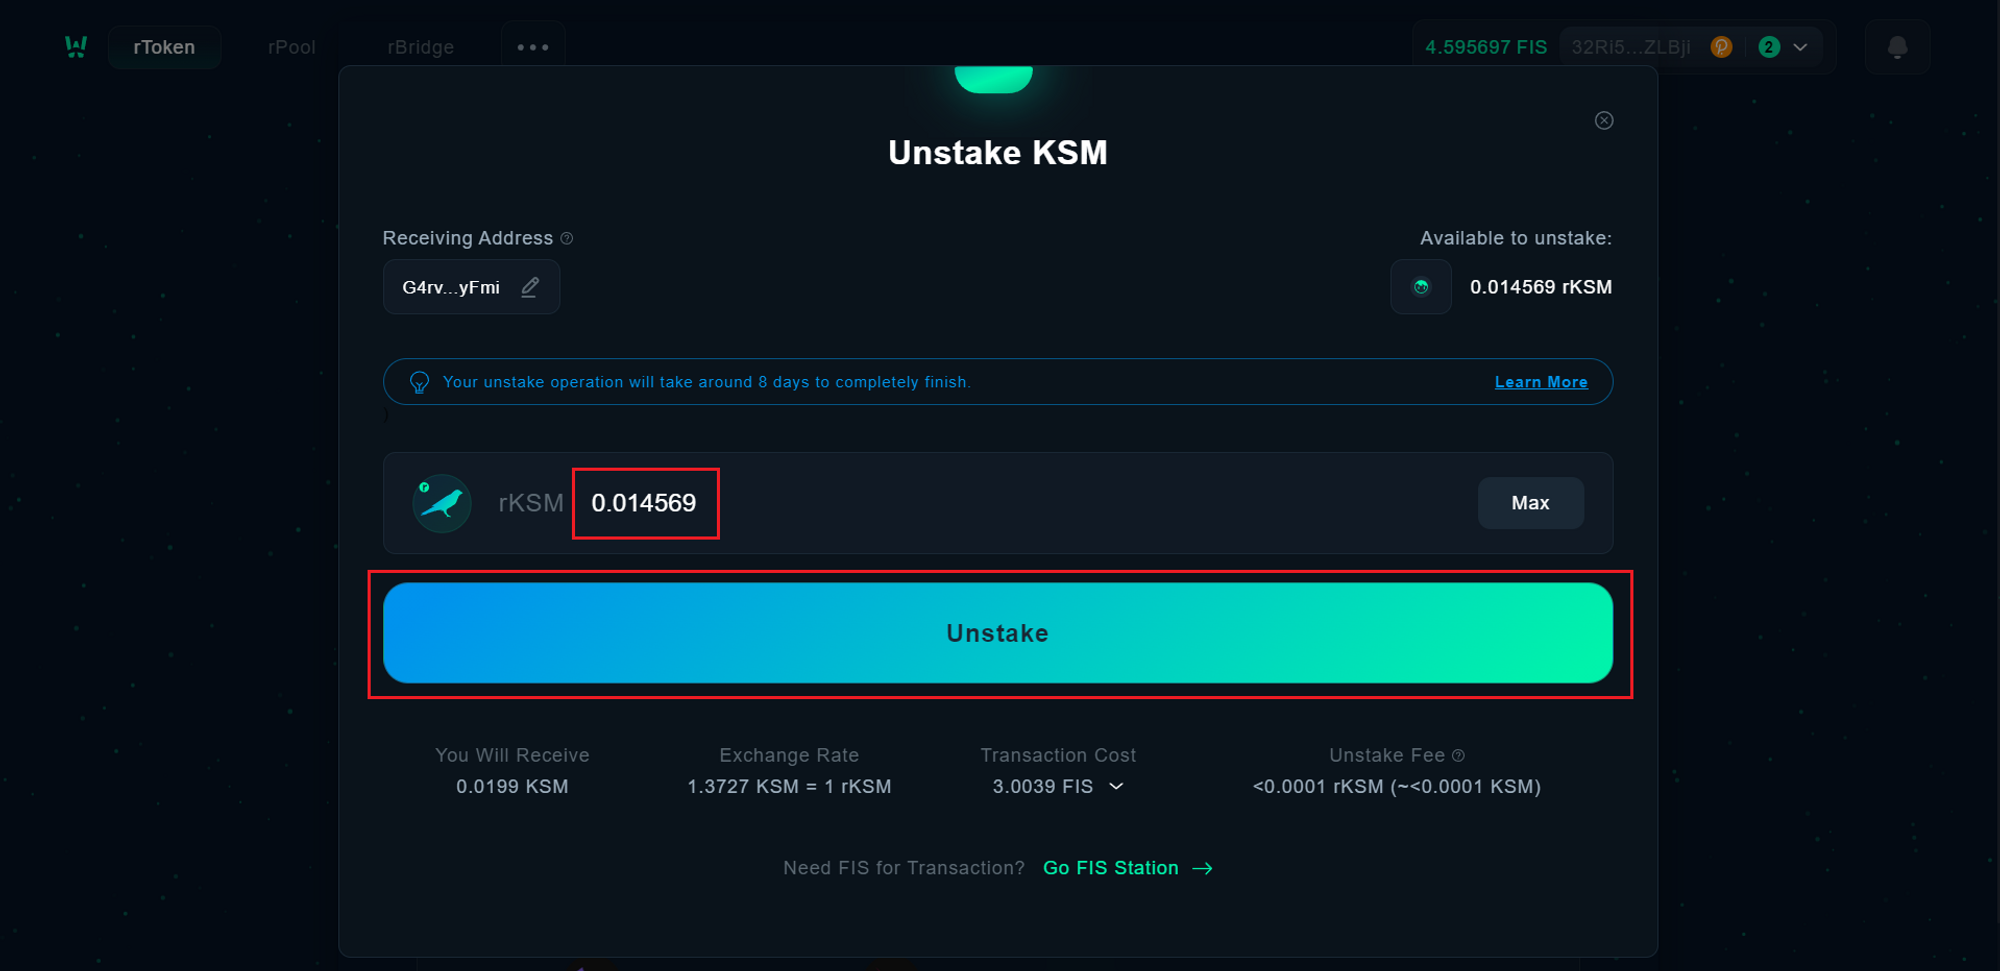 rToken rPool rBridge ••• 4.595697 FIS 32Ri5...ZLBji 2
Unstake KSM
Receiving Address Available to unstake:
G4rv...yFmi 0.014569 rKSM
Your unstake operation will take around 8 days to completely finish. Learn More
rKSM 0.014569 Max
Unstake
You Will Receive Exchange Rate Transaction Cost Unstake Fee
0.0199 KSM 1.3727 KSM = 1 rKSM 3.0039 FIS <0.0001 rKSM (~<0.0001 KSM)
Need FIS for Transaction? Go FIS Station →